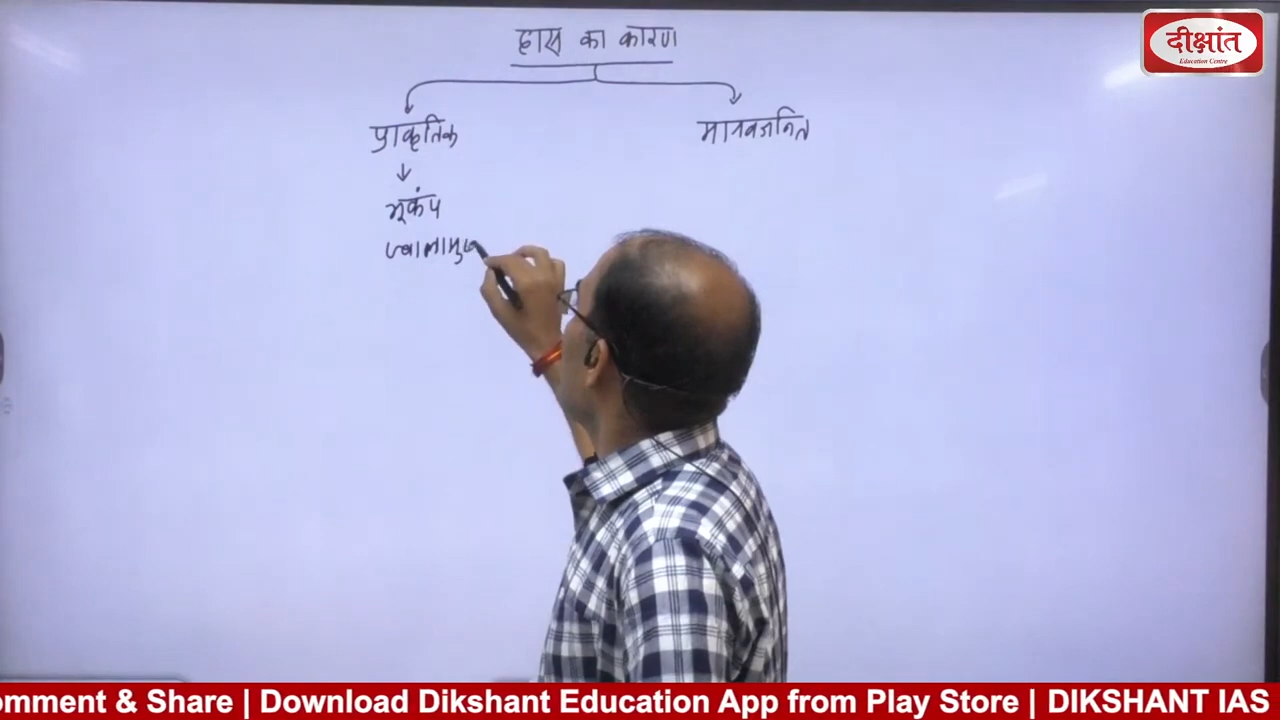 ह्रास का कारण
प्राकृतिक
मानवजनित
भूकंप
ज्वालामुख
दीक्षांत
Education Centre
omment & Share | Download Dikshant Education App from Play Store | DIKSHANT IAS